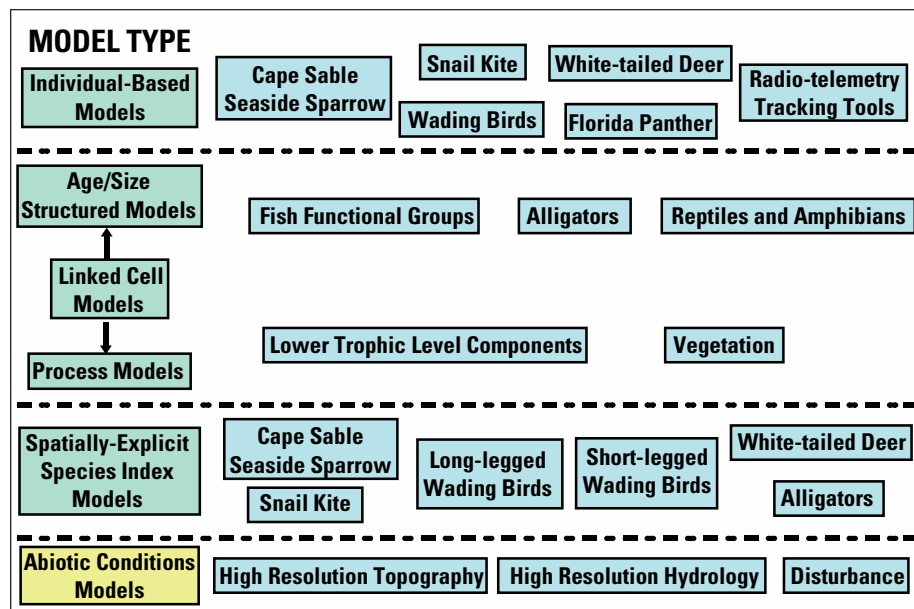 MODEL TYPE
Individual-Based
Models
Cape Sable
Seaside Sparrow
Snail Kite
White-tailed Deer
Radio-telemetry
Tracking Tools
Wading Birds
Florida Panther
Age/Size
Structured Models
Fish Functional Groups
Alligators
Reptiles and Amphibians
Linked Cell
Models
Process Models
Lower Trophic Level Components
Vegetation
Spatially-Explicit
Species Index
Models
Cape Sable
Seaside Sparrow
Snail Kite
Long-legged
Wading Birds
Short-legged
Wading Birds
White-tailed Deer
Alligators
Abiotic Conditions
Models
High Resolution Topography
High Resolution Hydrology
Disturbance